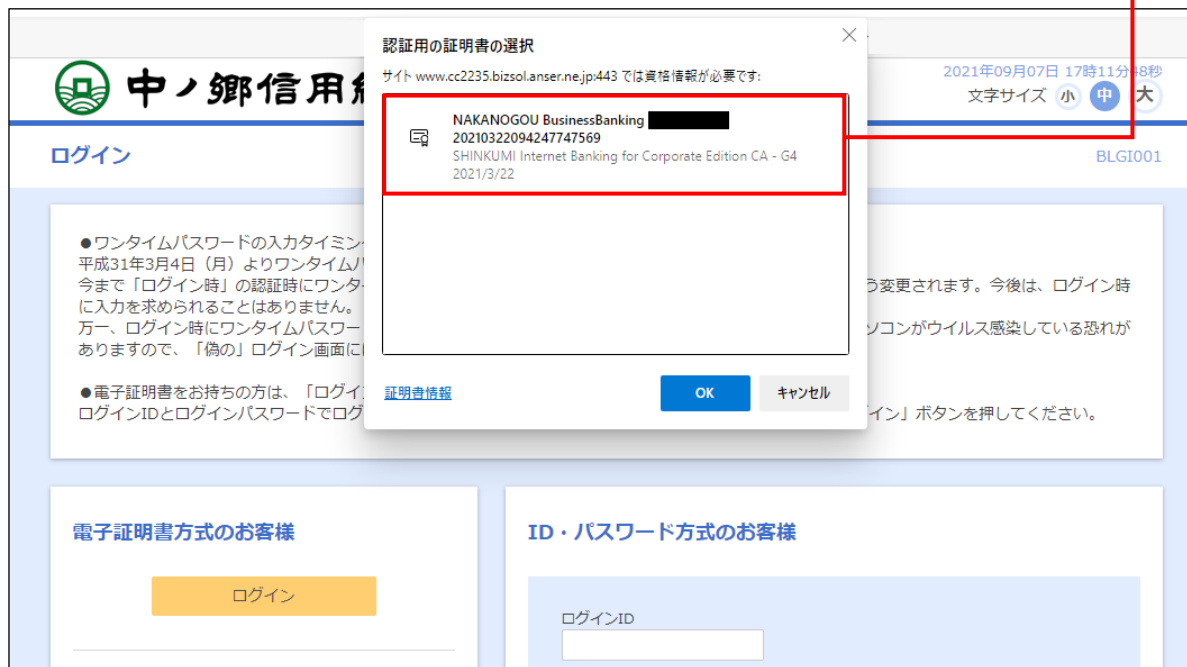 認証用の証明書の選択
サイト www.cc2235.bizsol.anser.ne.jp:443 では資格情報が必要です:
NAKANOGOU BusinessBanking
20210322094247747569
SHINKUMI Internet Banking for Corporate Edition CA - G4
2021/3/22
証明書情報
OK
キャンセル
中ノ郷信用
2021年09月07日 17時11分48秒
文字サイズ 小 中 大
ログイン
BLGI001
●ワンタイムパスワードの入力タイミン
平成31年3月4日(月)よりワンタイム
今まで「ログイン時」の認証時にワンタ
う変更されます。今後は、ログイン時
に入力を求められることはありません。
万一、ログイン時にワンタイムパスワー
ソコンがウイルス感染している恐れが
ありますので、「偽の」ログイン画面に
●電子証明書をお持ちの方は、「ログイ
ログインIDとログインパスワードでログ
イン」ボタンを押してください。
電子証明書方式のお客様
ログイン
ID・パスワード方式のお客様
ログインID